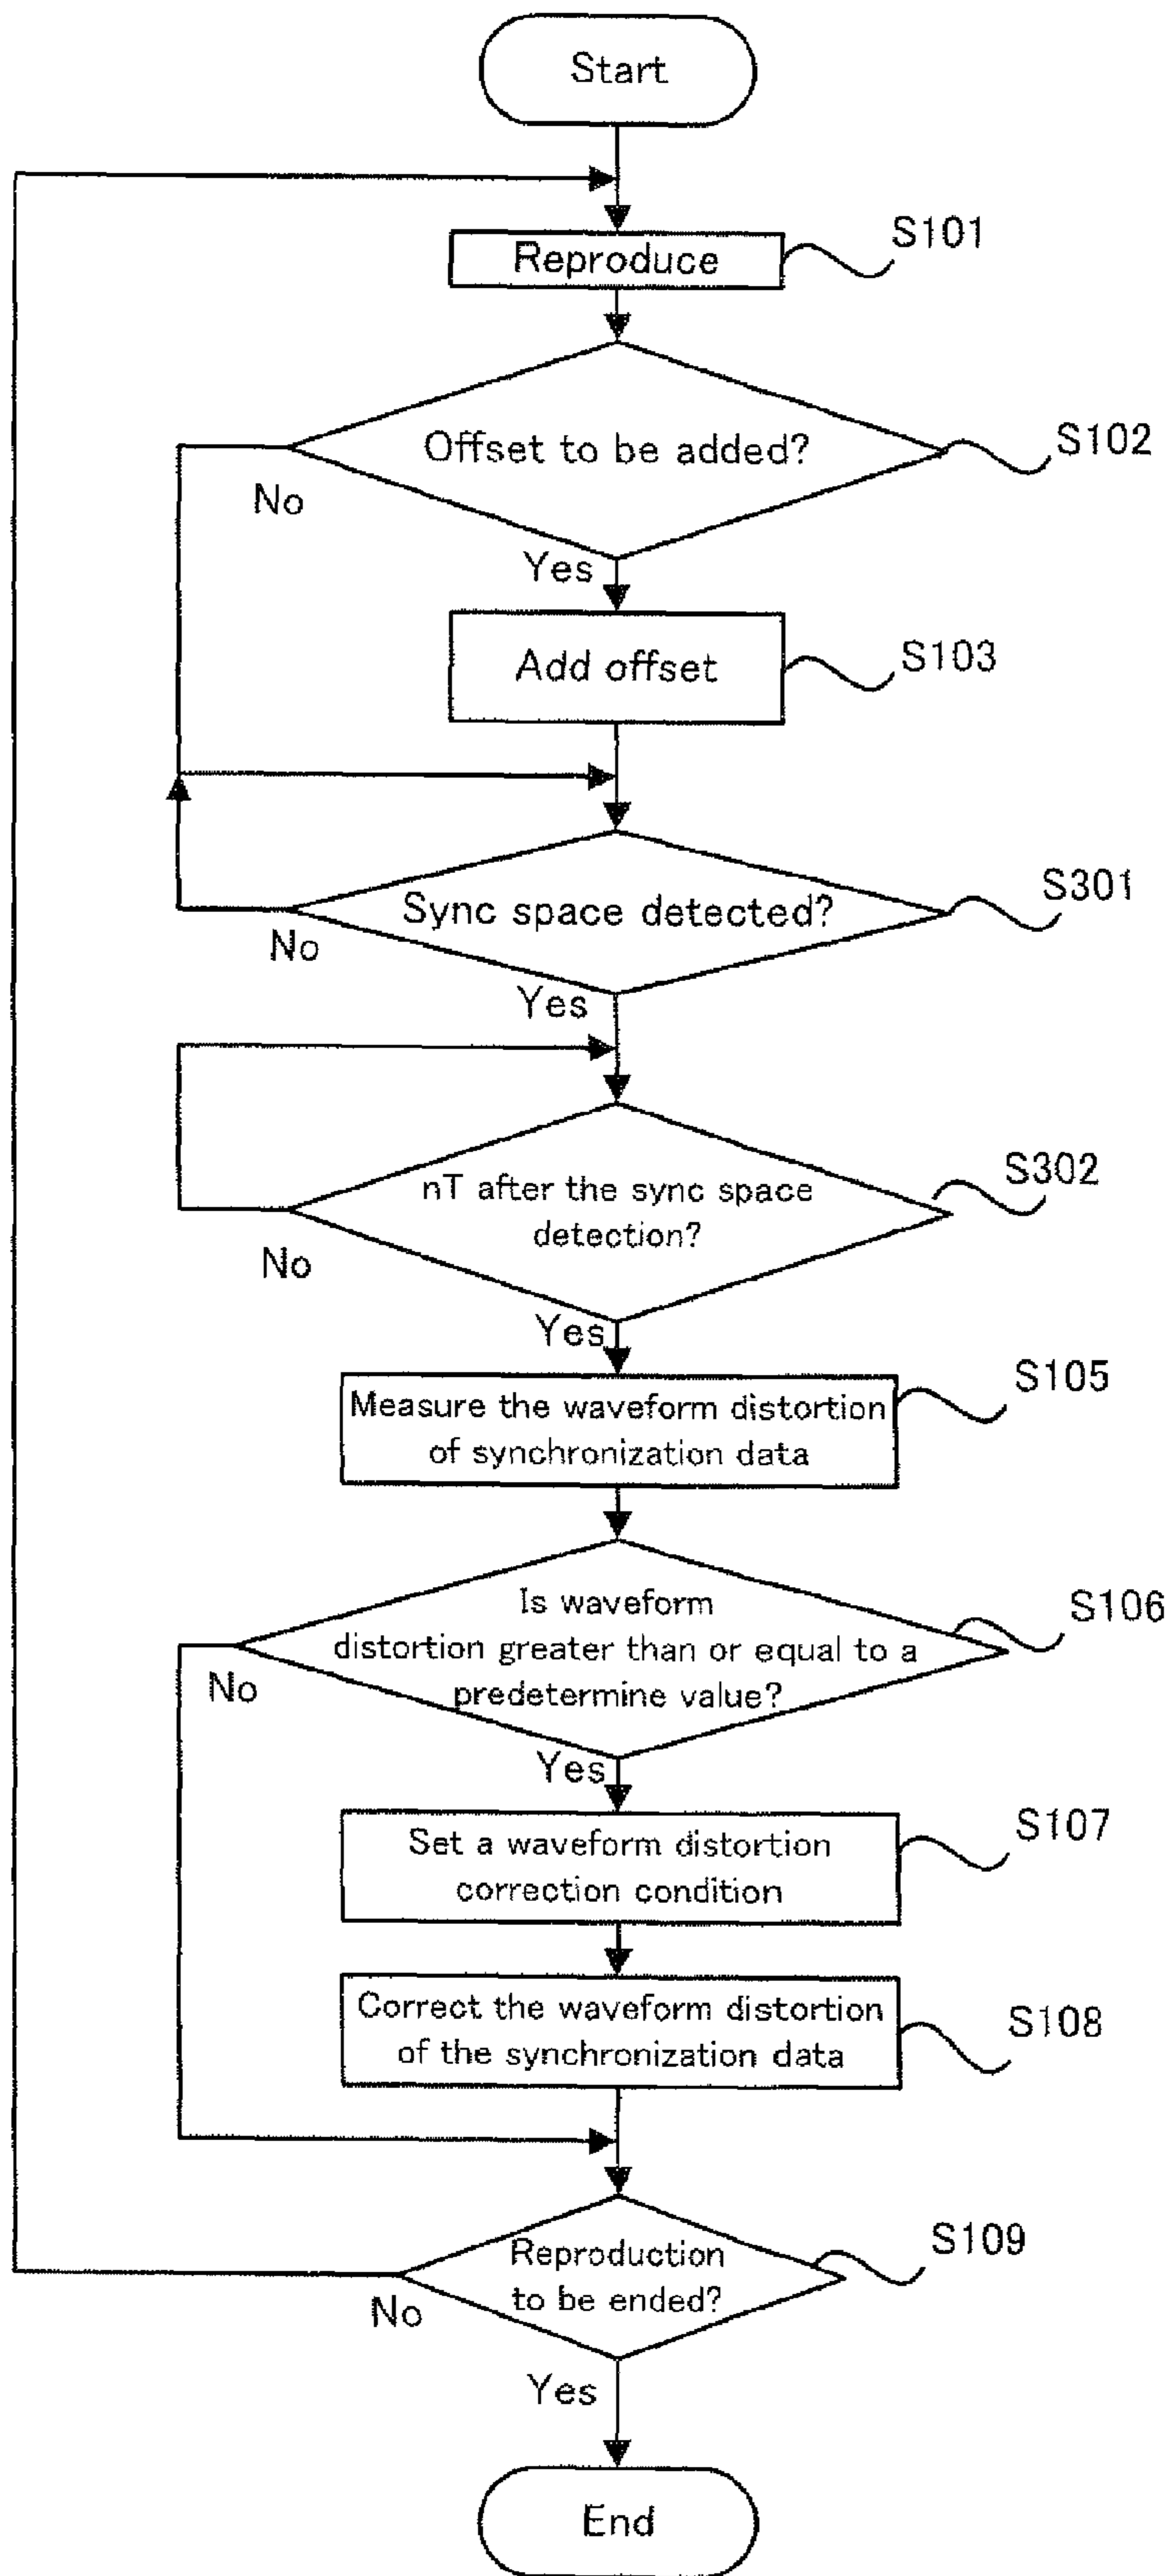 Start
S101
Reproduce
S102
Offset to be added?
No
Yes
S103
Add offset
S301
Sync space detected?
No
Yes
S302
nT after the sync space
detection?
No
Yes
S105
Measure the waveform distortion
of synchronization data
S106
Is waveform
distortion greater than or equal to a
predetermine value?
No
Yes
S107
Set a waveform distortion
correction condition
S108
Correct the waveform distortion
of the synchronization data
S109
Reproduction
to be ended?
No
Yes
End